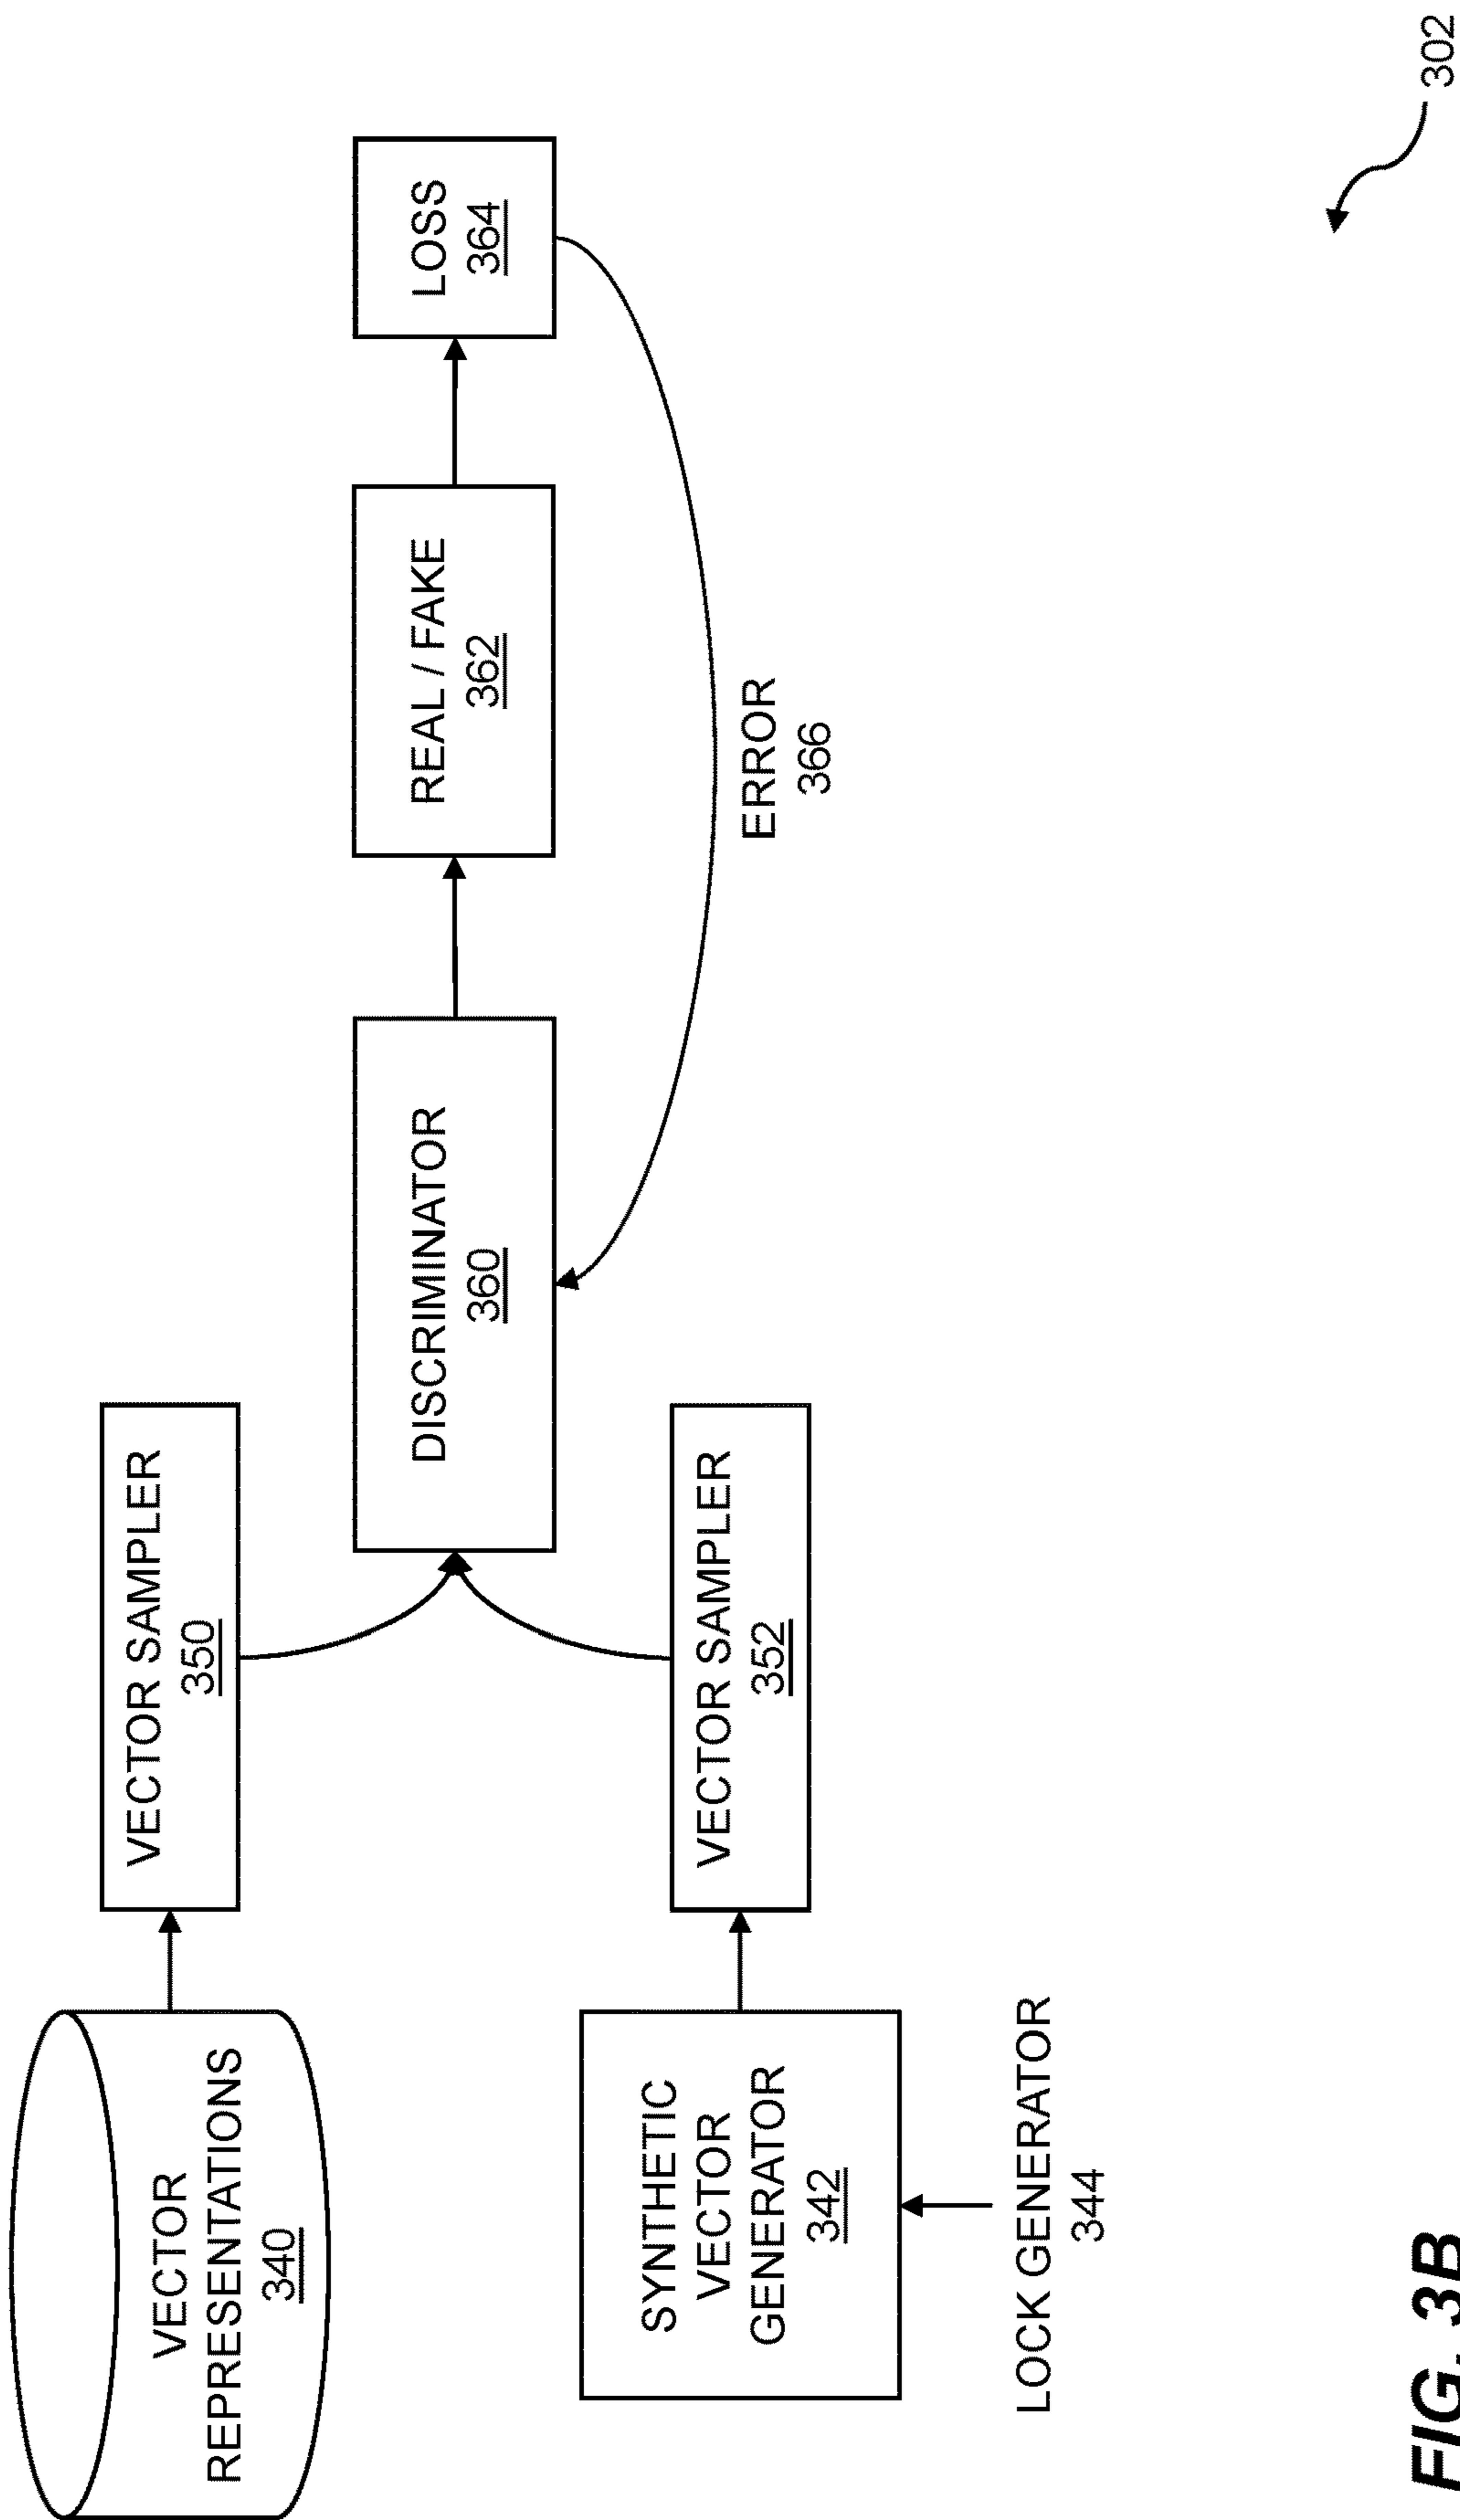 VECTOR
REPRESENTATIONS
340
VECTOR SAMPLER
350
DISCRIMINATOR
360
REAL / FAKE
362
LOSS
364
ERROR
366
SYNTHETIC
VECTOR
GENERATOR
342
VECTOR SAMPLER
352
LOCK GENERATOR
344
302
FIG. 3B